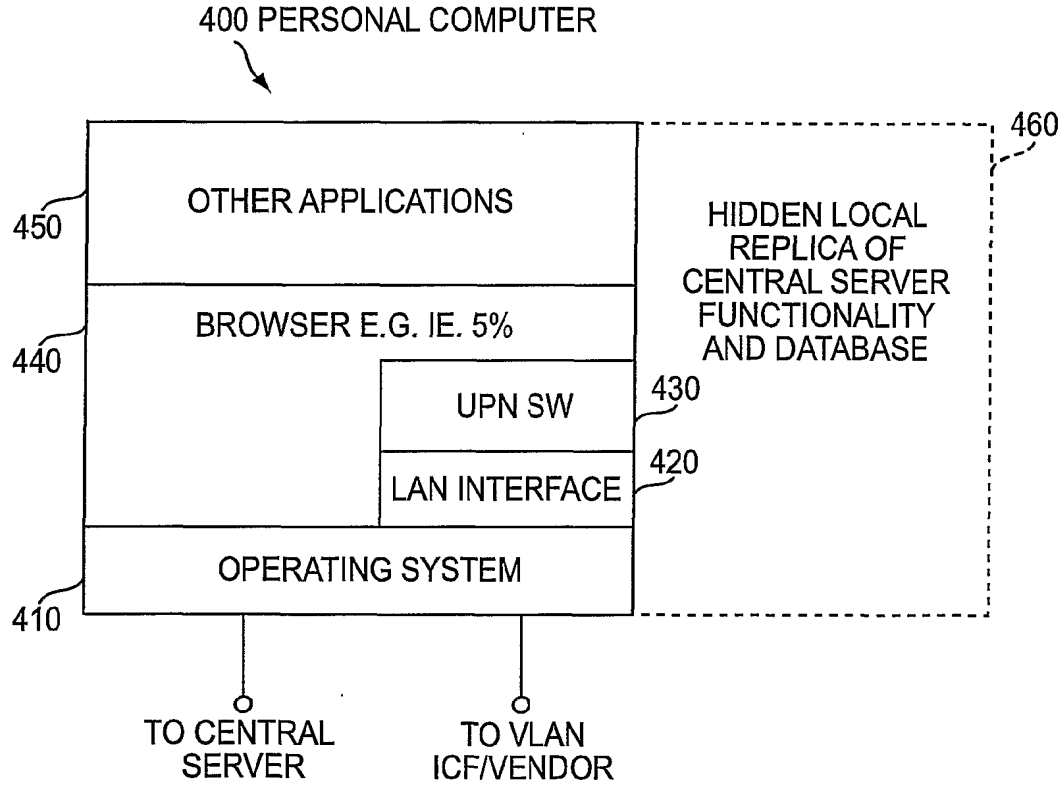 400 PERSONAL COMPUTER
460
OTHER APPLICATIONS
450
HIDDEN LOCAL
REPLICA OF
CENTRAL SERVER
FUNCTIONALITY
AND DATABASE
BROWSER E.G. IE. 5%
440
UPN SW
430
LAN INTERFACE
420
OPERATING SYSTEM
410
TO CENTRAL
SERVER
TO VLAN
ICF/VENDOR